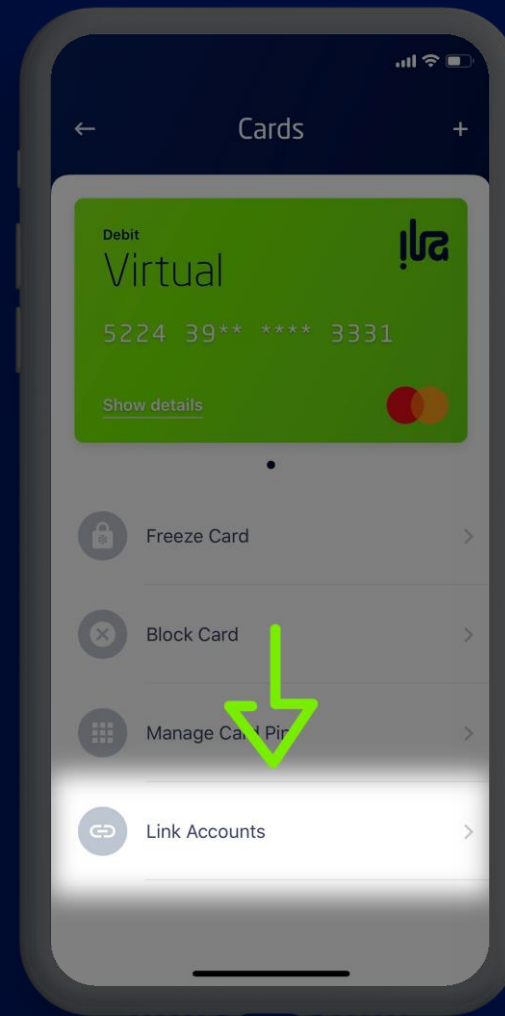 Cards
Debit
Virtual
ila
5224 39** **** 3331
Show details
Freeze Card
Block Card
Manage Card Pin
Link Accounts